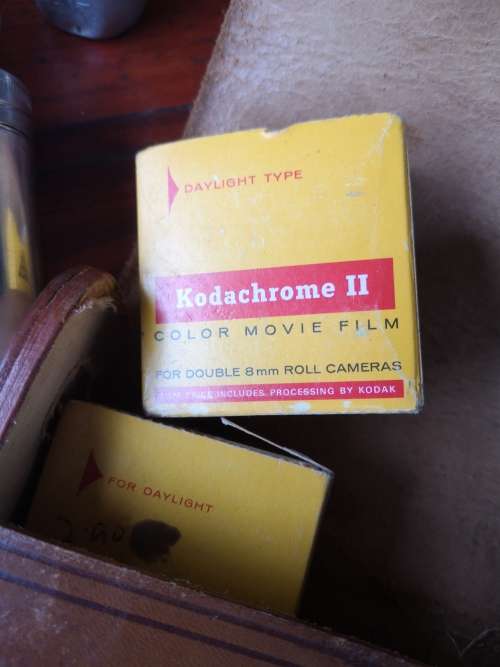 DAYLIGHT TYPE
Kodachrome II
COLOR MOVIE FILM
FOR DOUBLE 8mm ROLL CAMERAS
PRICE INCLUDES PROCESSING BY KODAK
FOR DAYLIGHT